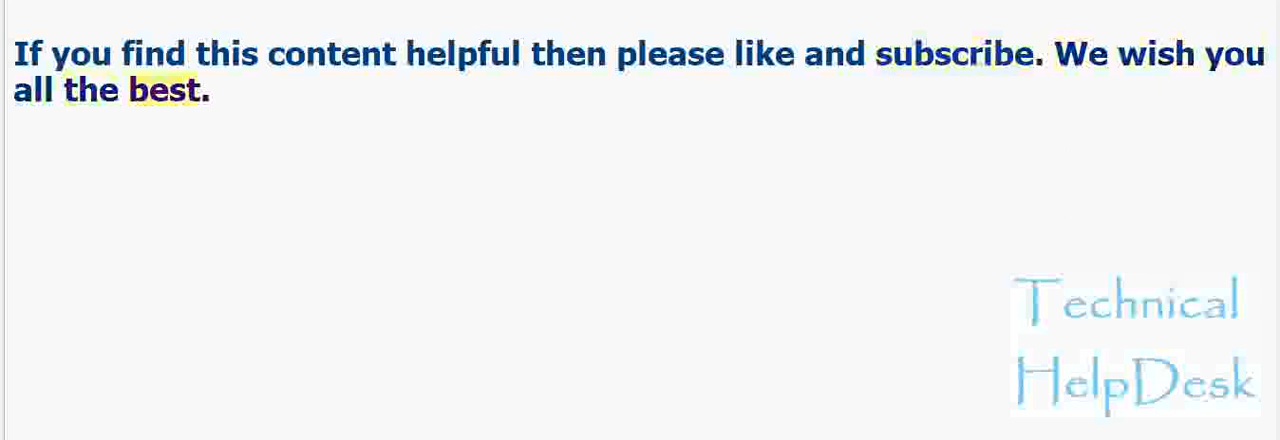 If you find this content helpful then please like and subscribe. We wish you
all the best.
Technical
HelpDesk